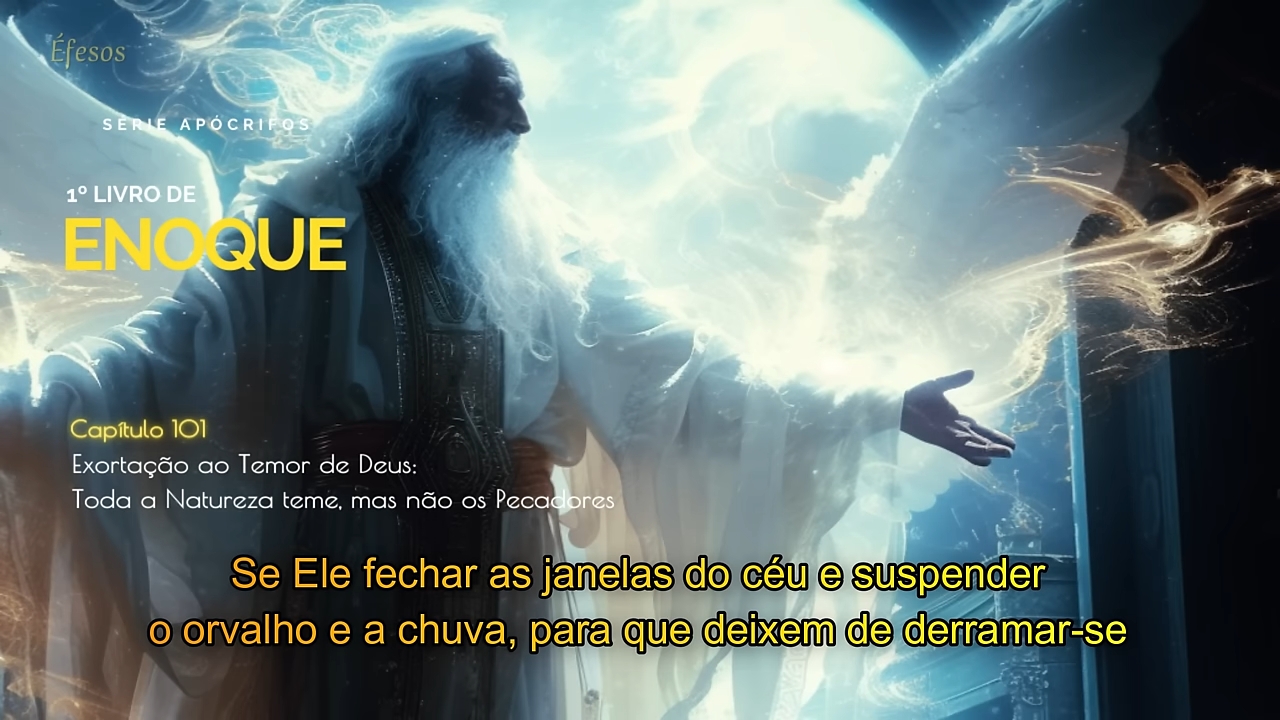 Éfesos
SÉRIE APÓCRIFOS
1º LIVRO DE
ENOQUE
Capítulo 101
Exortação ao Temor de Deus:
Toda a Natureza teme, mas não os Pecadores
Se Ele fechar as janelas do céu e suspender
o orvalho e a chuva, para que deixem de derramar-se